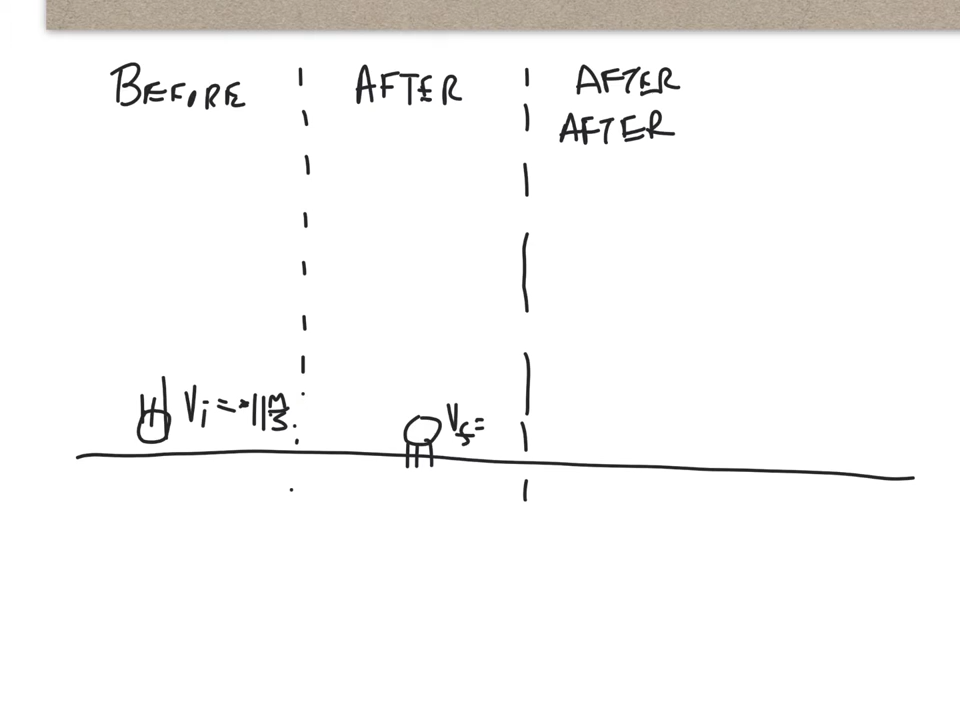 BEFORE
AFTER
AFTER
AFTER
Vi = -11 m/s
Vf =